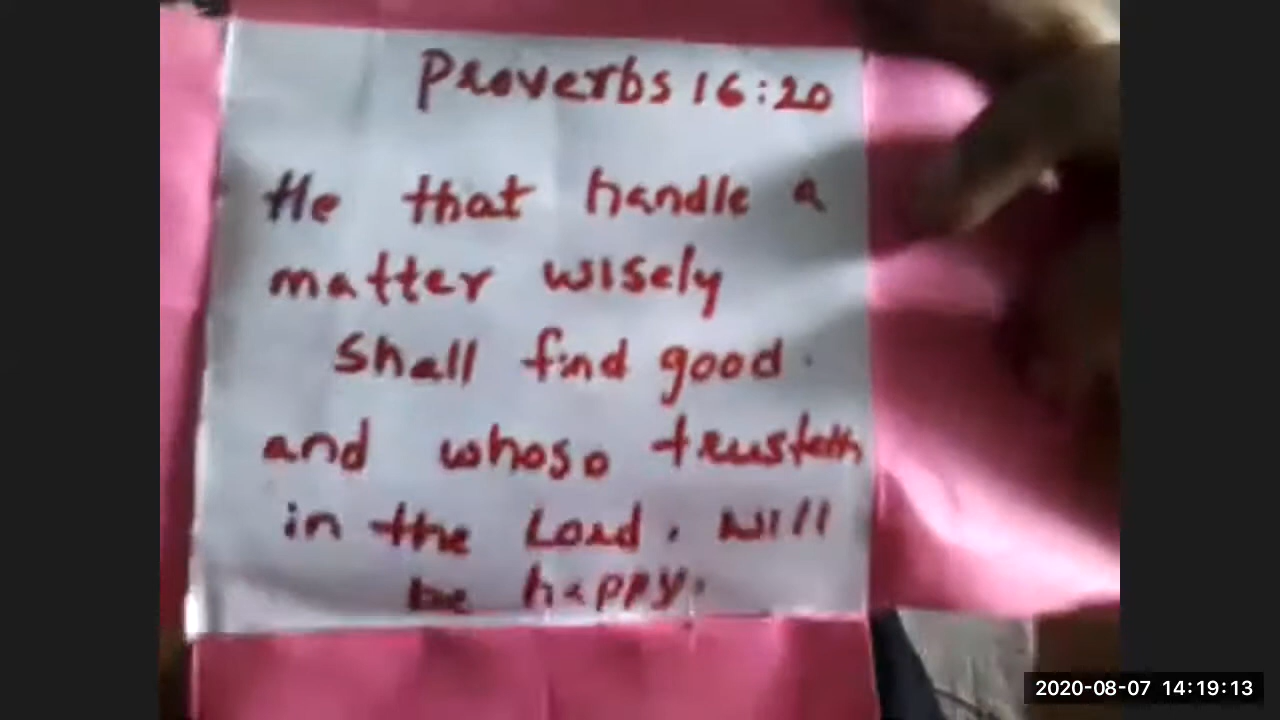 Proverbs 16:20
He that handle a
matter wisely
Shall find good.
and whoso trusteth
in the Lord. will
be happy.
2020-08-07 14:19:13